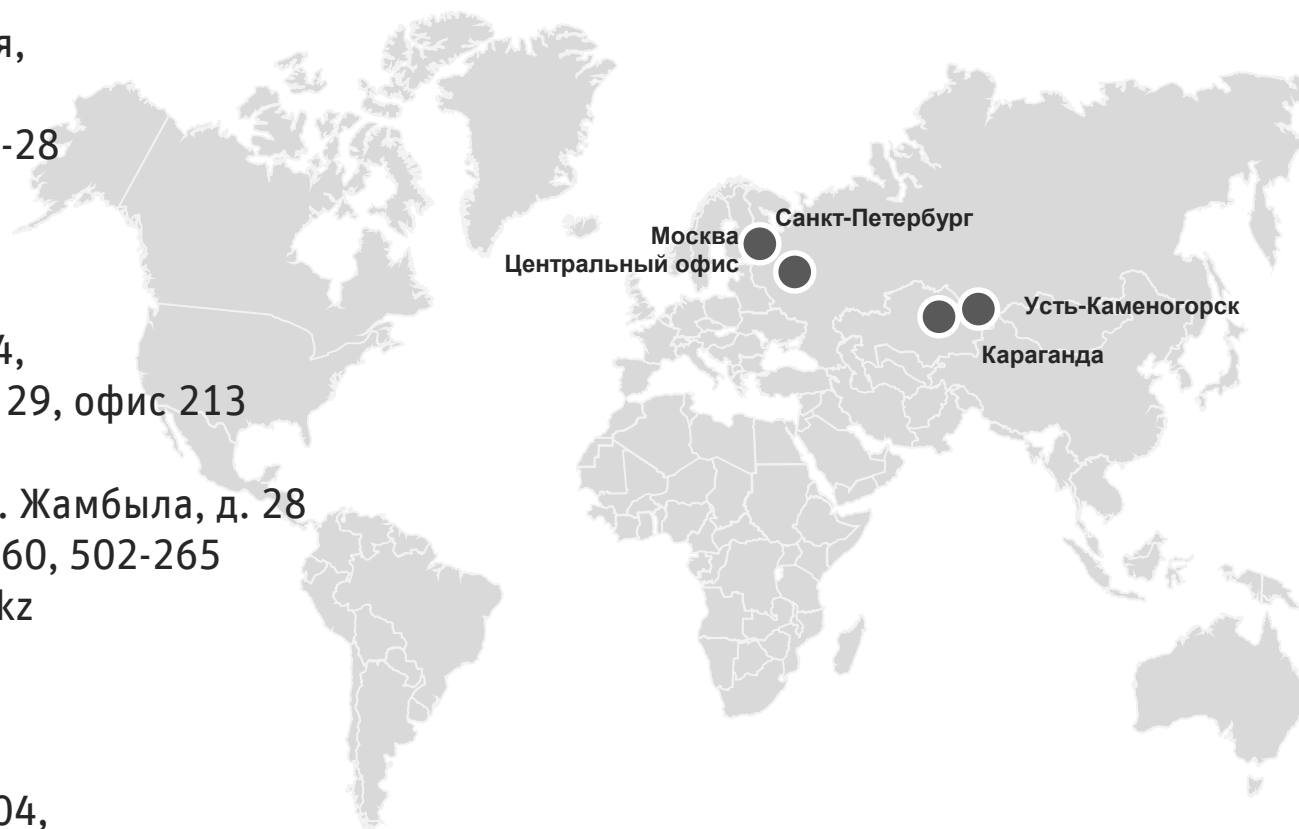 я,
-28
4,
29, офис 213
. Жамбыла, д. 28
60, 502-265
kz
04,
Санкт-Петербург
Москва
Центральный офис
Усть-Каменогорск
Караганда